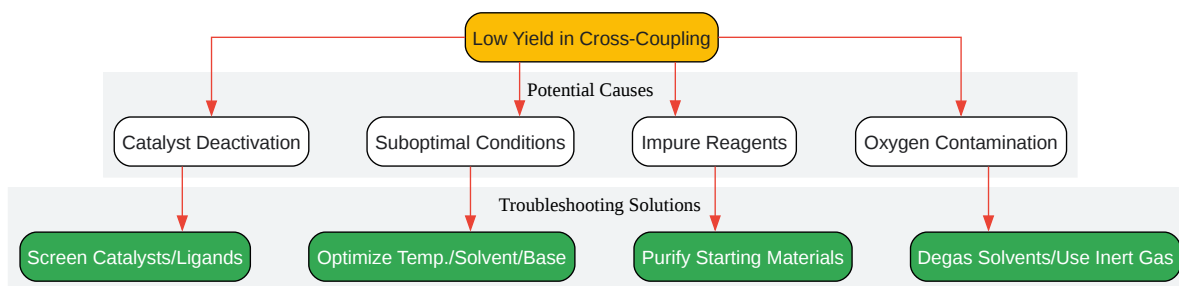 Low Yield in Cross-Coupling
Potential Causes
Catalyst Deactivation
Suboptimal Conditions
Impure Reagents
Oxygen Contamination
Troubleshooting Solutions
Screen Catalysts/Ligands
Optimize Temp./Solvent/Base
Purify Starting Materials
Degas Solvents/Use Inert Gas